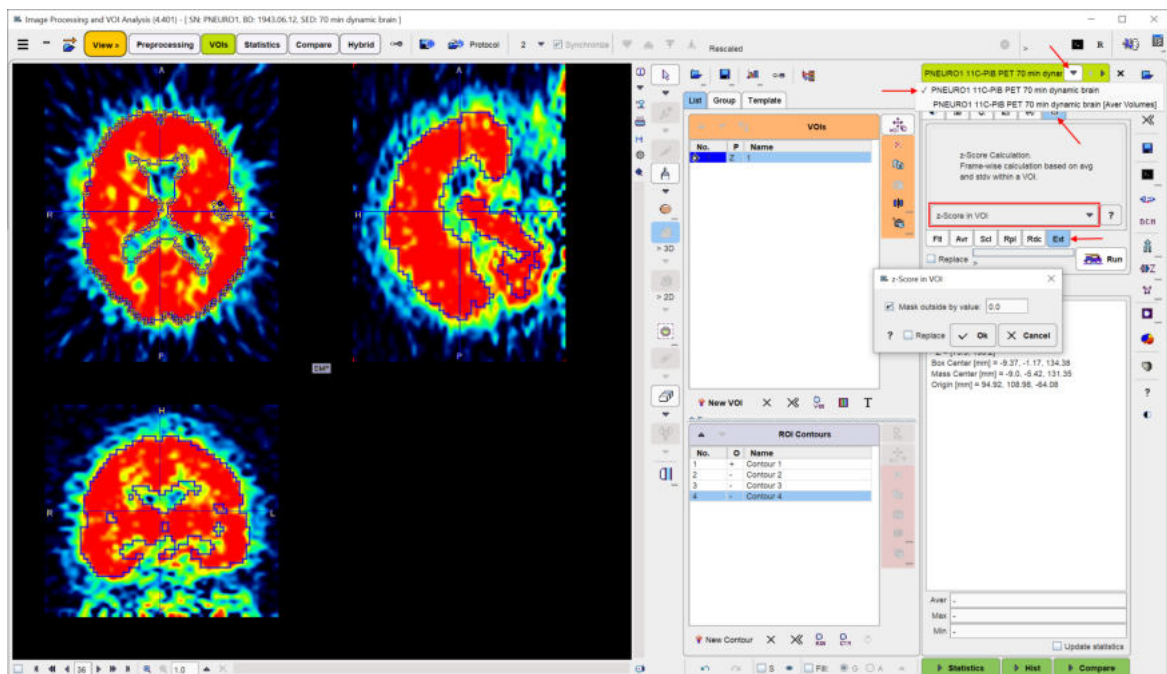 Image Processing and VOI Analysis (4.401) - [ SN: PNEURO1, BD: 1943.06.12, SED: 70 min dynamic brain ]
View » Preprocessing VOIs Statistics Compare Hybrid Protocol 2 Synchronize Rescaled R
PNEURO1 11C-PiB PET 70 min dynar
PNEURO1 11C-PiB PET 70 min dynamic brain
PNEURO1 11C-PiB PET 70 min dynamic brain [Aver Volumes]
List Group Template
VOIs
No. P Name
Z 1
z-Score Calculation.
Frame-wise calculation based on avg
and stdv within a VOI.
z-Score in VOI ?
Flt Avr Scl Rpl Rdc Ext
Replace Run
z-Score in VOI
Mask outside by value: 0.0
? Replace Ok Cancel
Box Center [mm] = -9.37, -1.17, 134.38
Mass Center [mm] = -9.0, -5.42, 131.35
Origin [mm] = 94.92, 108.98, -64.08
A
R
L
P
A
H
P
H
R
L
> 3D
> 2D
New VOI T
ROI Contours
No. O Name
1 + Contour 1
2 - Contour 2
3 - Contour 3
4 - Contour 4
New Contour
Aver -
Max -
Min -
Update statistics
36 1.0 S Fill: G A
Statistics Hist Compare